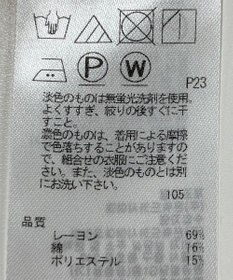 P W
P23
淡色のものは無蛍光洗剤を使用。
よくすすぎ、絞りの後すぐに干
すこと。
濃色のものは、着用による摩擦
で色落ちすることがあります
ので、組合せの衣服にご注意くだ
さい。また、淡色のものとは別
にお洗い下さい。
105
品質
レーヨン 69%
綿 16%
ポリエステル 15%